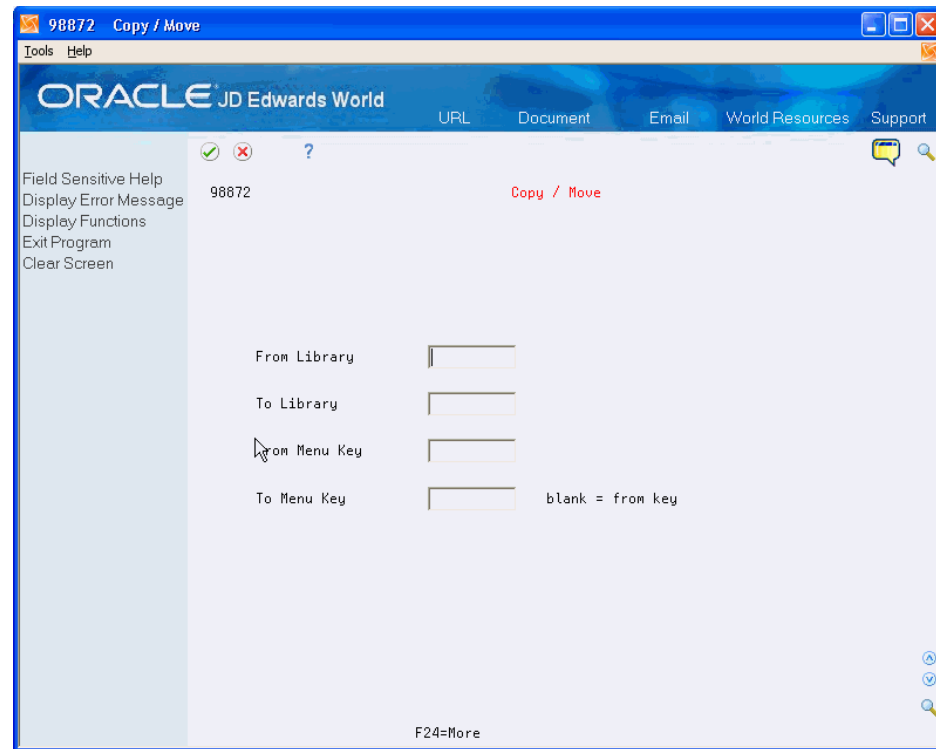 98872 Copy / Move
Tools Help
ORACLE JD Edwards World
URL Document Email World Resources Support
?
Field Sensitive Help
Display Error Message
Display Functions
Exit Program
Clear Screen
98872 Copy / Move
From Library
To Library
From Menu Key
To Menu Key blank = from key
F24=More